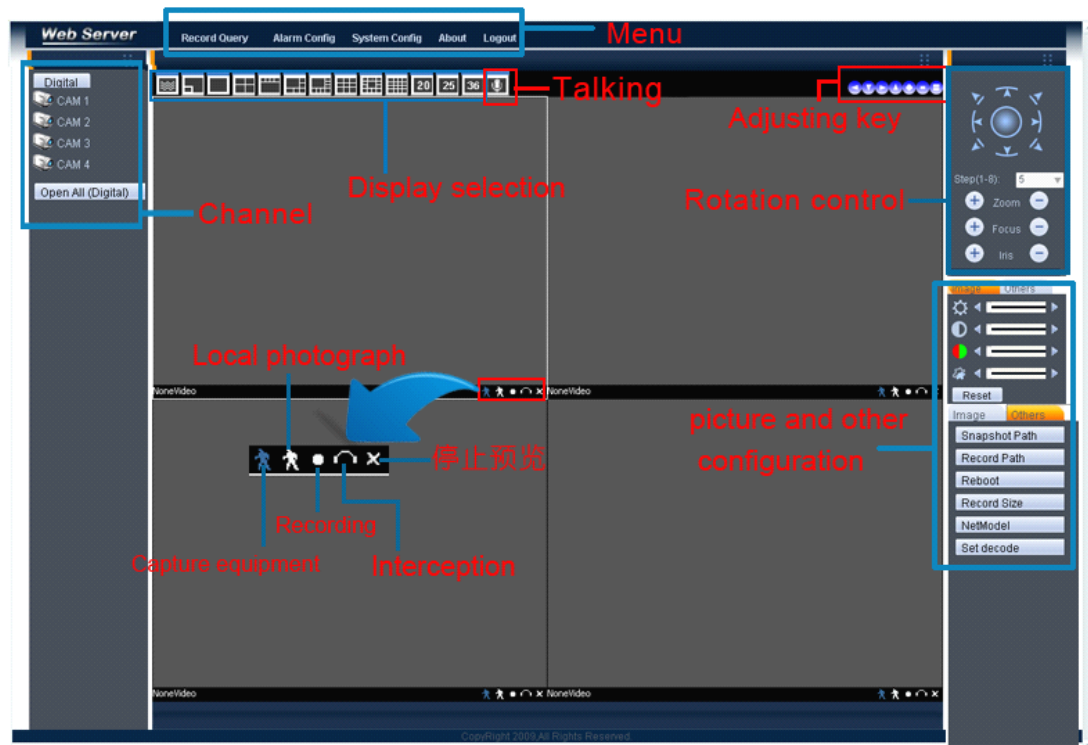 Web Server
Record Query Alarm Config System Config About Logout
Menu
Digital
CAM 1
CAM 2
CAM 3
CAM 4
Open All (Digital)
Channel
20 25 36
Talking
Adjusting key
Display selection
Rotation control
Step(1-8): 5
Zoom
Focus
Iris
Image Others
Reset
Image Others
Snapshot Path
Record Path
Reboot
Record Size
NetModel
Set decode
picture and other
configuration
Local photograph
NoneVideo
NoneVideo
停止预览
Recording
Capture equipment
Interception
NoneVideo
NoneVideo
CopyRight 2009,All Rights Reserved.